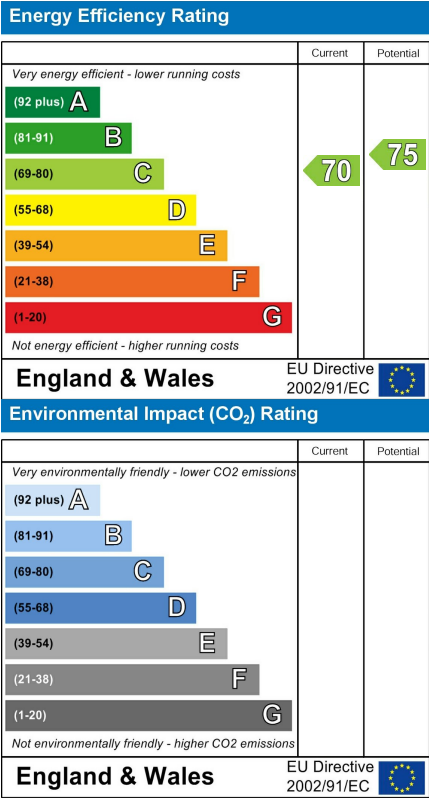 Energy Efficiency Rating
Current Potential
Very energy efficient - lower running costs
(92 plus) A
(81-91) B
(69-80) C
70 75
(55-68) D
(39-54) E
(21-38) F
(1-20) G
Not energy efficient - higher running costs
England & Wales
EU Directive
2002/91/EC
Environmental Impact (CO2) Rating
Current Potential
Very environmentally friendly - lower CO2 emissions
(92 plus) A
(81-91) B
(69-80) C
(55-68) D
(39-54) E
(21-38) F
(1-20) G
Not environmentally friendly - higher CO2 emissions
England & Wales
EU Directive
2002/91/EC